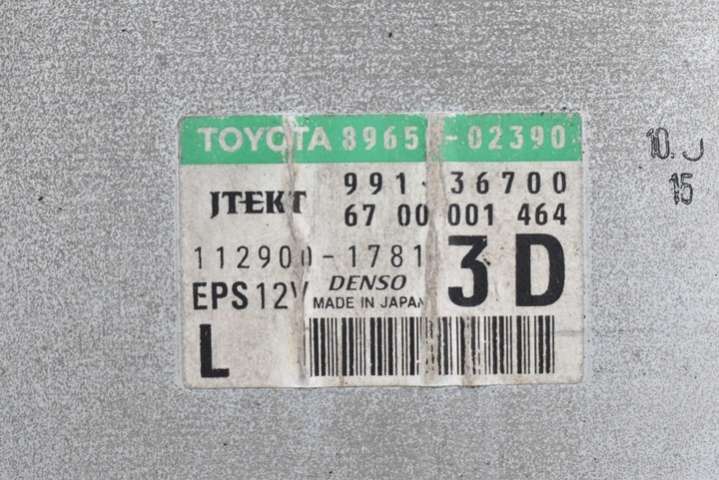 TOYOTA 8965 -02390
JTEKT
991 36700
67 00 001 464
112900-1781
3D
EPS 12V
DENSO
MADE IN JAPAN
L
10.
15